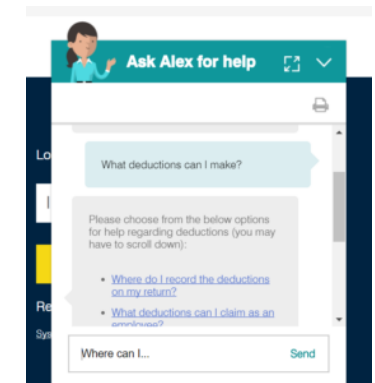 Ask Alex for help
Lo
What deductions can I make?
Please choose from the below options
for help regarding deductions (you may
have to scroll down):
• Where do I record the deductions
on my return?
• What deductions can I claim as an
employee?
Re
Sys
Where can I...
Send